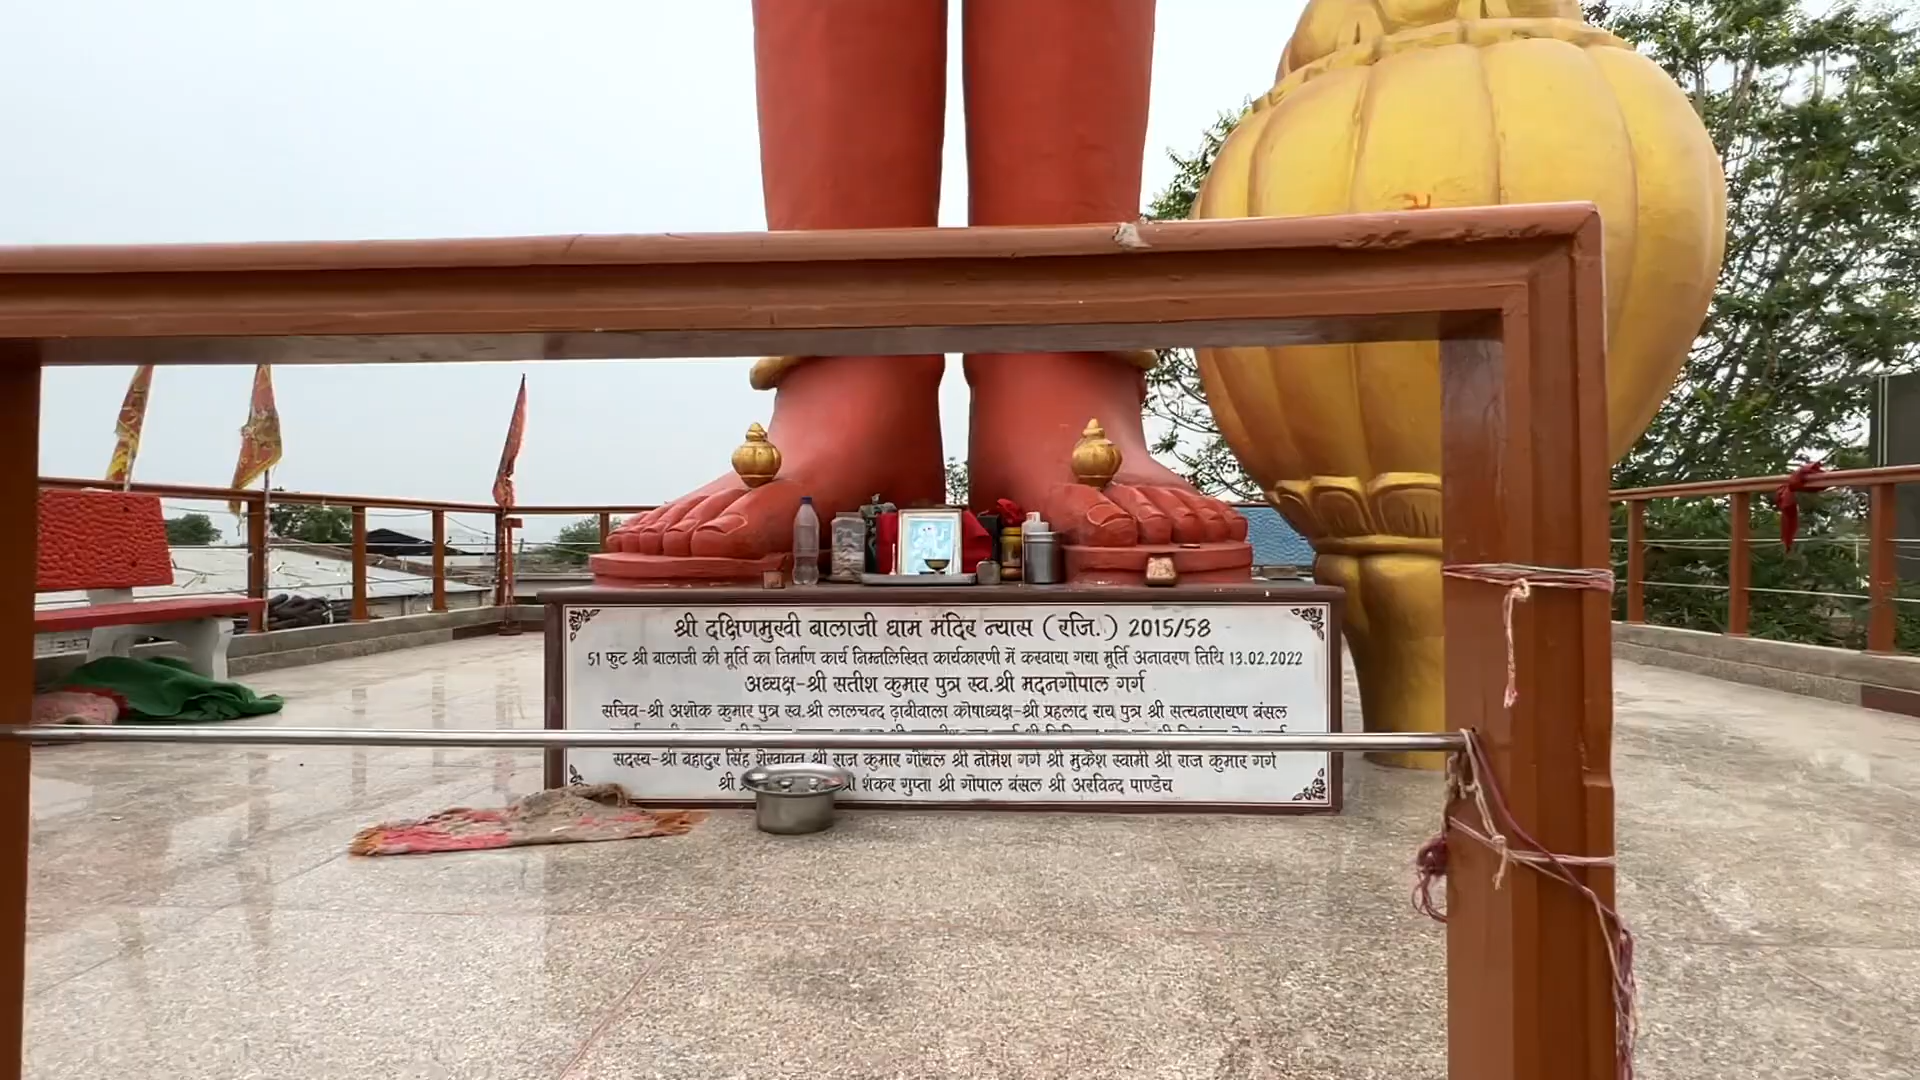 श्री दक्षिणमुखी बालाजी धाम मंदिर न्यास (रजि.) 2015/58
51 फुट श्री बालाजी की मूर्ति का निर्माण कार्य निम्नलिखित कार्यकारणी में करवाया गया मूर्ति अनावरण तिथि 13.02.2022
अध्यक्ष-श्री सतीश कुमार पुत्र स्व.श्री मदनगोपाल गर्ग
सचिव-श्री अशोक कुमार पुत्र स्व.श्री लालचन्द ढ़ाबीवाला कोषाध्यक्ष-श्री प्रहलाद राय पुत्र श्री सत्यनारायण बंसल
सदस्य-श्री बहादुर सिंह शेखावत श्री राज कुमार गोयल श्री नोमेश गर्ग श्री मुकेश स्वामी श्री राज कुमार गर्ग
श्री शंकर गुप्ता श्री गोपाल बंसल श्री अरविन्द पाण्डेय